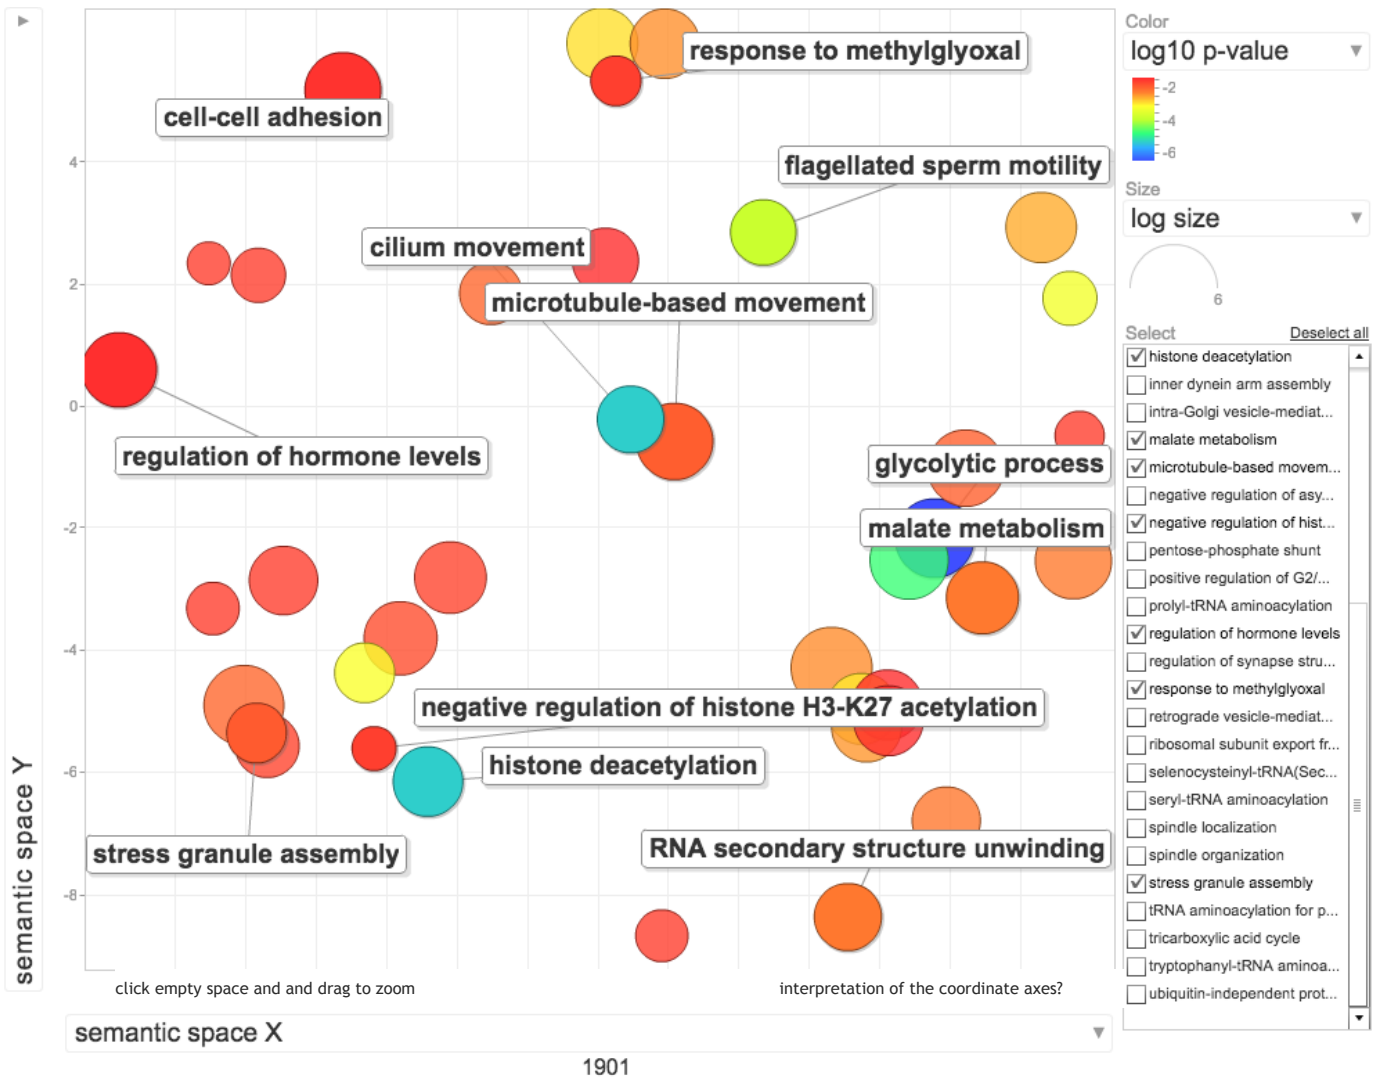 response to methylglyoxal
cell-cell adhesion
flagellated sperm motility
cilium movement
microtubule-based movement
regulation of hormone levels
glycolytic process
malate metabolism
negative regulation of histone H3-K27 acetylation
histone deacetylation
stress granule assembly
RNA secondary structure unwinding
4
2
0
-2
-4
-6
-8
semantic space Y
click empty space and and drag to zoom
interpretation of the coordinate axes?
semantic space X
1901
Color
log10 p-value
-2
-4
-6
Size
log size
6
Select
Deselect all
histone deacetylation
inner dynein arm assembly
intra-Golgi vesicle-mediat...
malate metabolism
microtubule-based movem...
negative regulation of asy...
negative regulation of hist...
pentose-phosphate shunt
positive regulation of G2/...
prolyl-tRNA aminoacylation
regulation of hormone levels
regulation of synapse stru...
response to methylglyoxal
retrograde vesicle-mediat...
ribosomal subunit export fr...
selenocysteinyl-tRNA(Sec...
seryl-tRNA aminoacylation
spindle localization
spindle organization
stress granule assembly
tRNA aminoacylation for p...
tricarboxylic acid cycle
tryptophanyl-tRNA aminoa...
ubiquitin-independent prot...